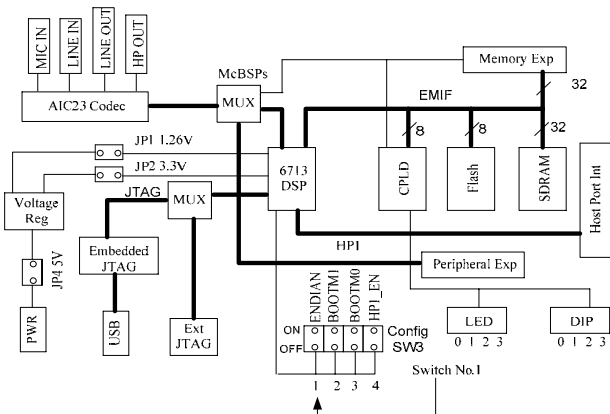 MIC IN
LINE IN
LINE OUT
HP OUT
McBSPs
Memory Exp
32
EMIF
AIC23 Codec
MUX
8
8
32
JP1 1.26V
JP2 3.3V
6713
DSP
CPLD
Flash
SDRAM
Host Port Int
JTAG
MUX
Voltage
Reg
HPI
Embedded
JTAG
Peripheral Exp
JP4 5V
ENDIAN
BOOTM1
BOOTM0
HPI_EN
PWR
USB
Ext
JTAG
ON
OFF
Config
SW3
LED
DIP
0 1 2 3
0 1 2 3
1 2 3 4
Switch No.1